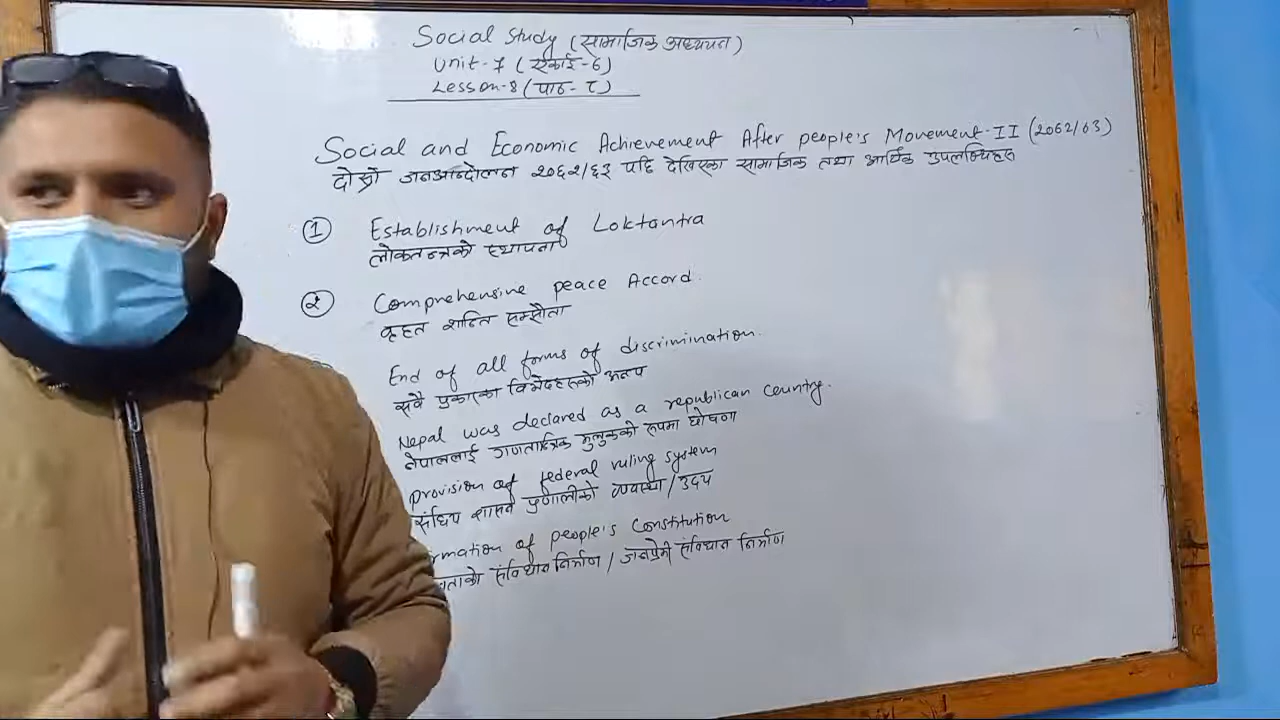 Social Study (सामाजिक अध्ययन)
Unit-7 (एकाई-६)
Lesson-8 (पाठ-८)
Social and Economic Achievement After people's Movement-II (2062/63)
दोस्रो जनआन्दोलन २०६२/६३ पछि देखिएका सामाजिक तथा आर्थिक उपलब्धिहरु
① Establishment of Loktantra
लोकतन्त्रको स्थापना
② Comprehensive peace Accord.
बृहत शान्ति सम्झौता
End of all forms of discrimination.
सवै प्रकारका विभेदहरुको अन्त्य
Nepal was declared as a republican country.
नेपाललाई गणतान्त्रिक मुलुकको रुपमा घोषणा
provision of federal ruling system
संघिय शासन प्रणालीको व्यवस्था / उदय
rmation of people's Constitution
ताको संविधान निर्माण / जनप्रेमी संविधान निर्माण